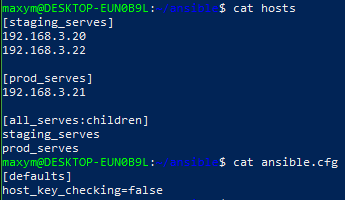 maxym@DESKTOP-EUN0B9L:~/ansible$ cat hosts
[staging_serves]
192.168.3.20
192.168.3.22

[prod_serves]
192.168.3.21

[all_serves:children]
staging_serves
prod_serves
maxym@DESKTOP-EUN0B9L:~/ansible$ cat ansible.cfg
[defaults]
host_key_checking=false